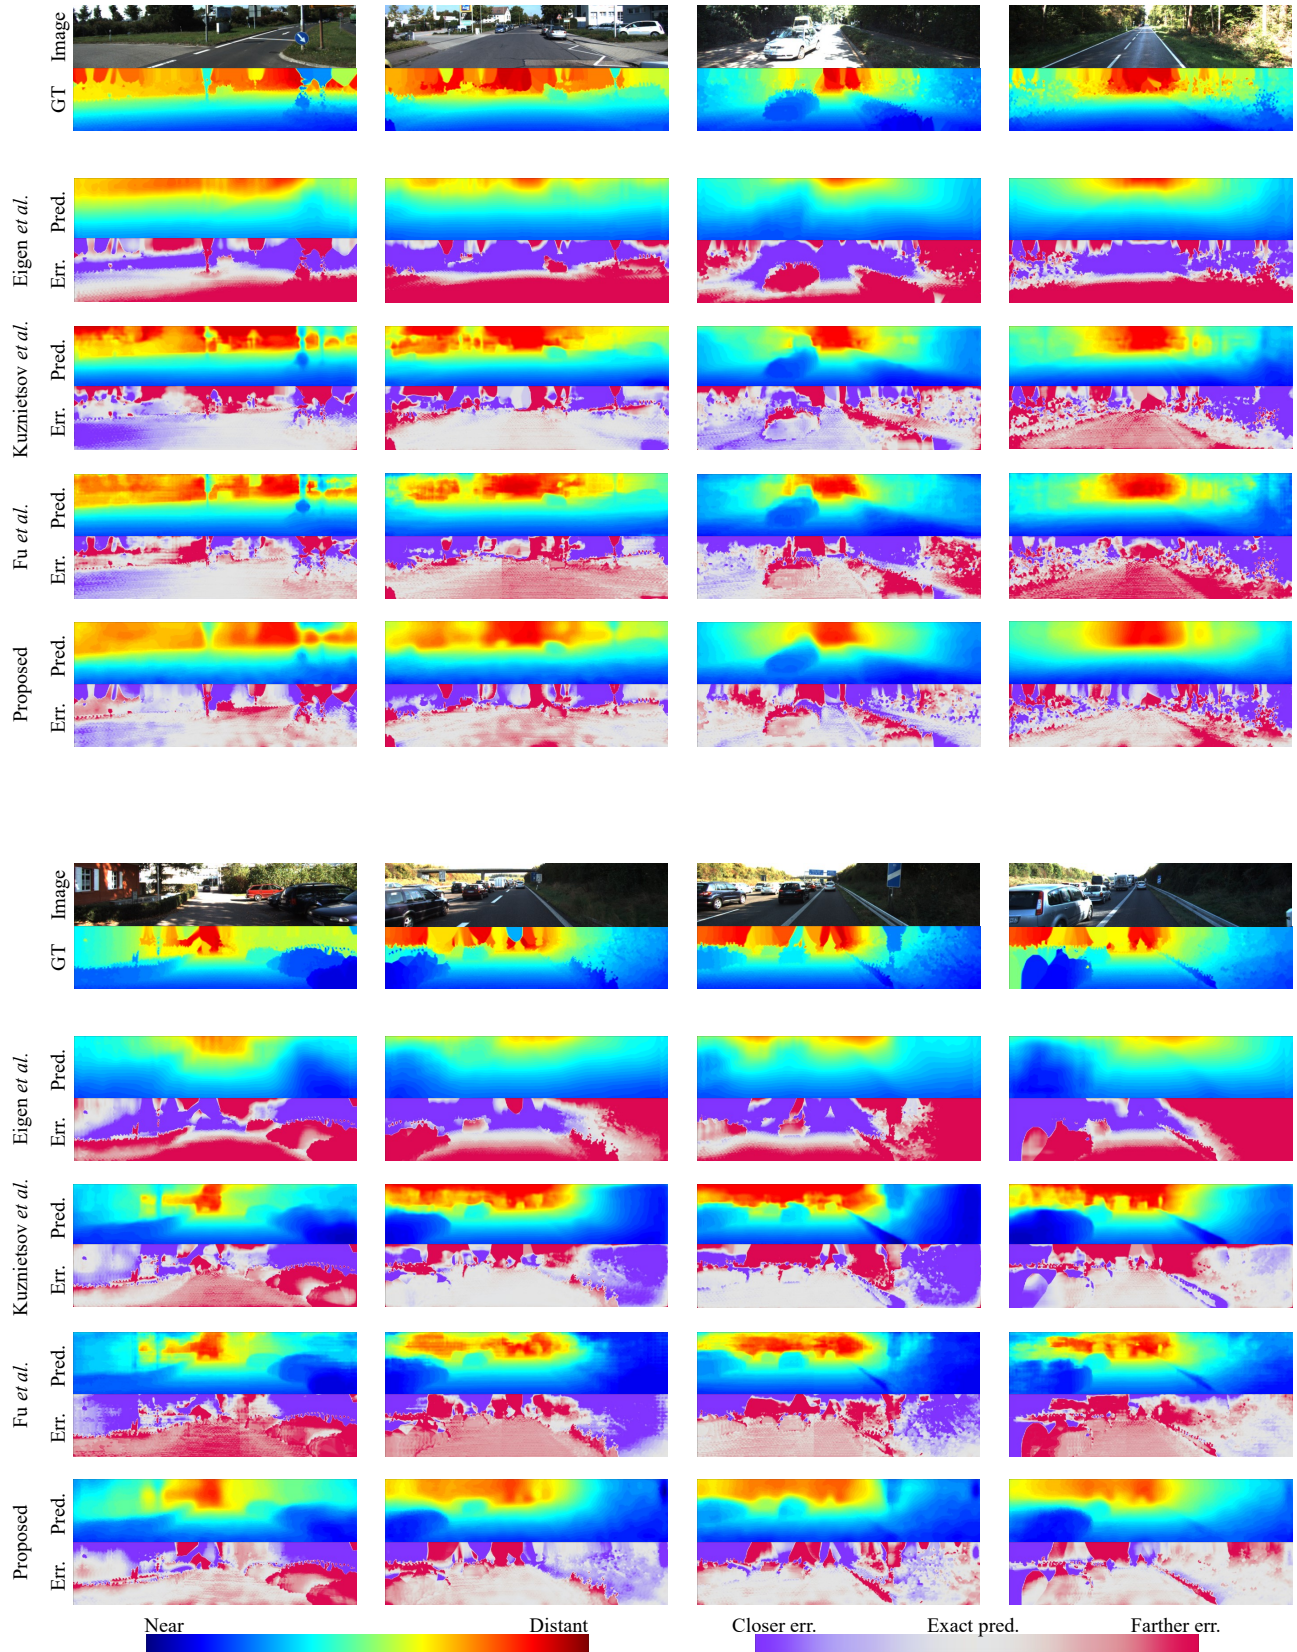 Image
GT
Eigen et al.
Pred.
Err.
Kuznietsov et al.
Pred.
Err.
Fu et al.
Pred.
Err.
Proposed
Pred.
Err.
Image
GT
Eigen et al.
Pred.
Err.
Kuznietsov et al.
Pred.
Err.
Fu et al.
Pred.
Err.
Proposed
Pred.
Err.
Near Distant Closer err. Exact pred. Farther err.